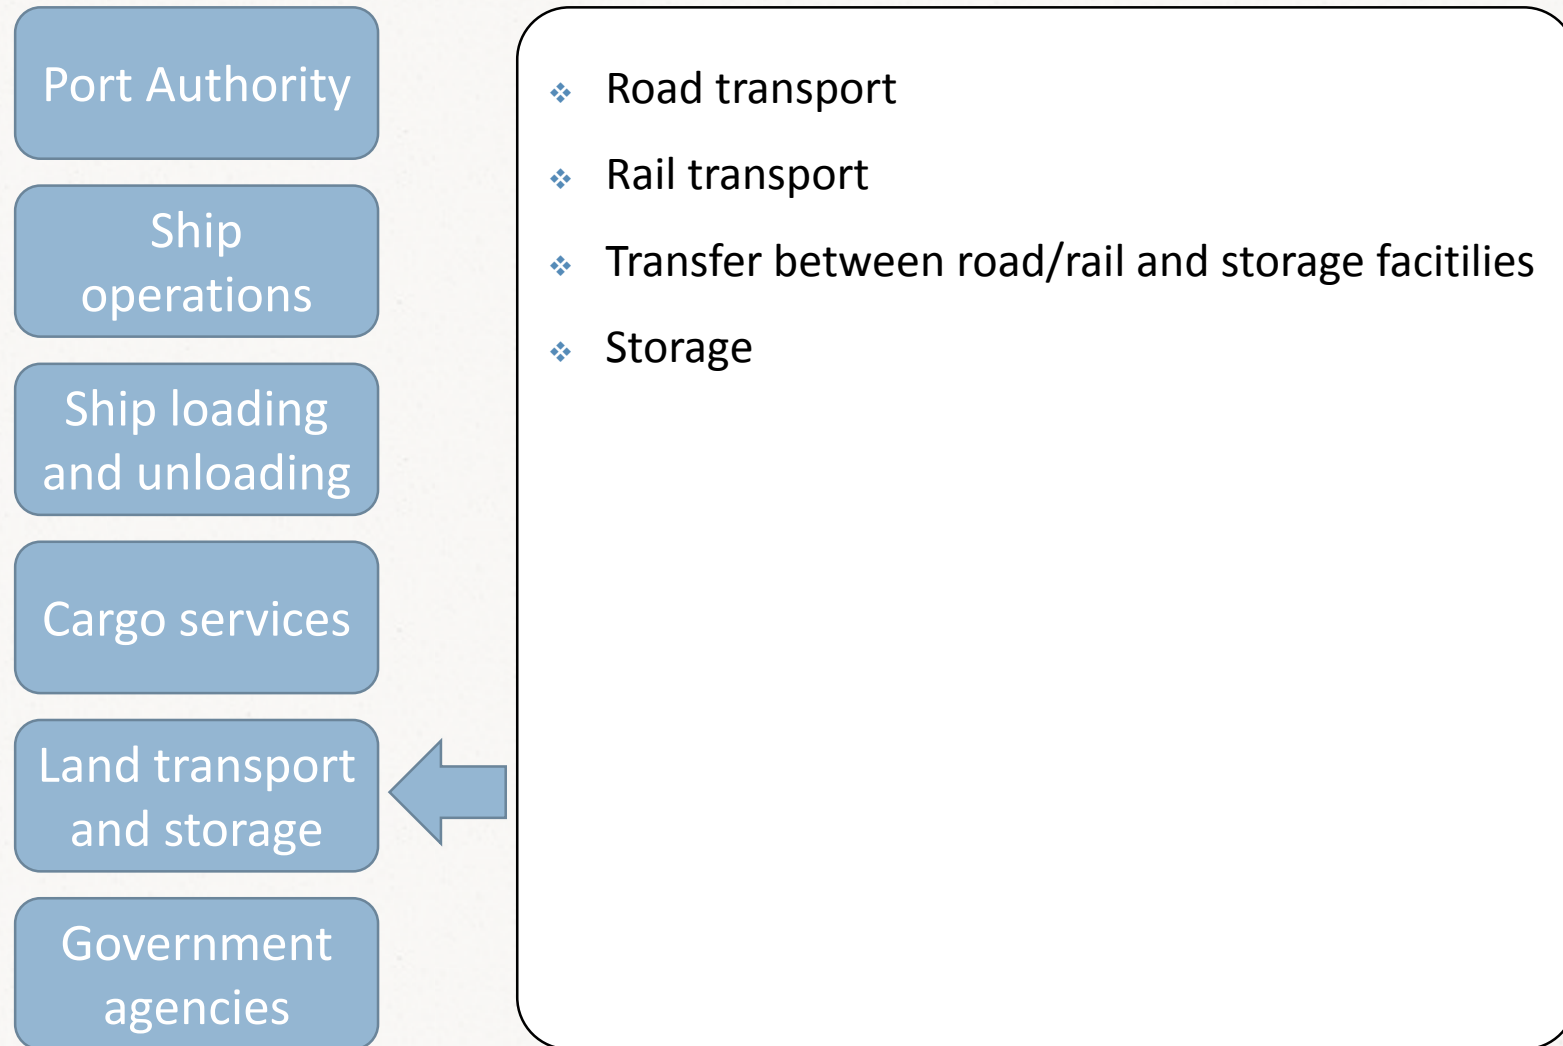 Port Authority
Ship
operations
Ship loading
and unloading
Cargo services
Land transport
and storage
Government
agencies
Road transport
Rail transport
Transfer between road/rail and storage facitilies
Storage